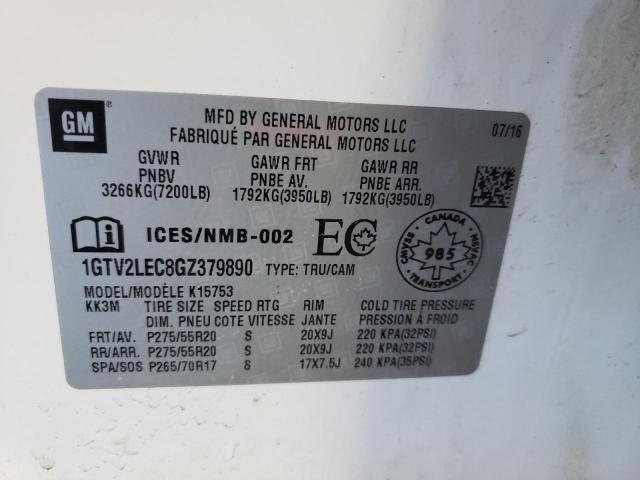 GM
MFD BY GENERAL MOTORS LLC
FABRIQUÉ PAR GENERAL MOTORS LLC
07/16
GVWR GAWR FRT GAWR RR
PNBV PNBE AV. PNBE ARR.
3266KG(7200LB) 1792KG(3950LB) 1792KG(3950LB)
ICES/NMB-002 EC
CANADA
CMVSS NSVAC
985
TRANSPORT
1GTV2LEC8GZ379890 TYPE: TRU/CAM
MODEL/MODÈLE K15753
KK3M TIRE SIZE SPEED RTG RIM COLD TIRE PRESSURE
DIM. PNEU COTE VITESSE JANTE PRESSION À FROID
FRT/AV. P275/55R20 S 20X9J 220 KPA(32PSI)
RR/ARR. P275/55R20 S 20X9J 220 KPA(32PSI)
SPA/SOS P265/70R17 S 17X7.5J 240 KPA(35PSI)